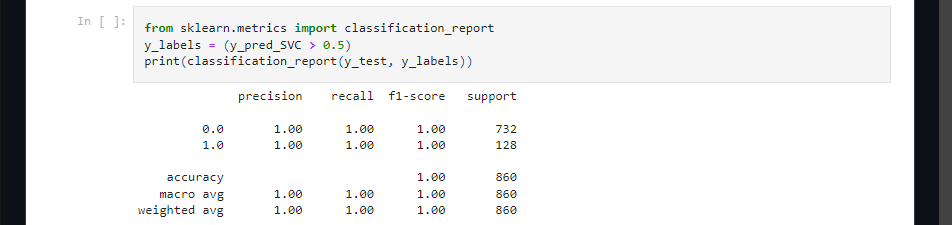 In [ ]:
from sklearn.metrics import classification_report
y_labels = (y_pred_SVC > 0.5)
print(classification_report(y_test, y_labels))
precision recall f1-score support
0.0 1.00 1.00 1.00 732
1.0 1.00 1.00 1.00 128
accuracy 1.00 860
macro avg 1.00 1.00 1.00 860
weighted avg 1.00 1.00 1.00 860